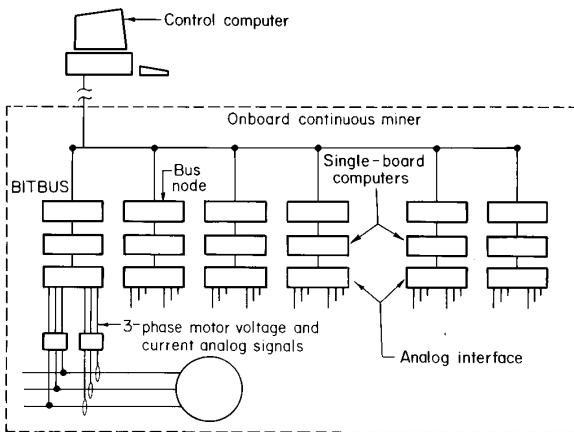 Control computer
Onboard continuous miner
Single-board
computers
Bus
node
BITBUS
3-phase motor voltage and
current analog signals
Analog interface